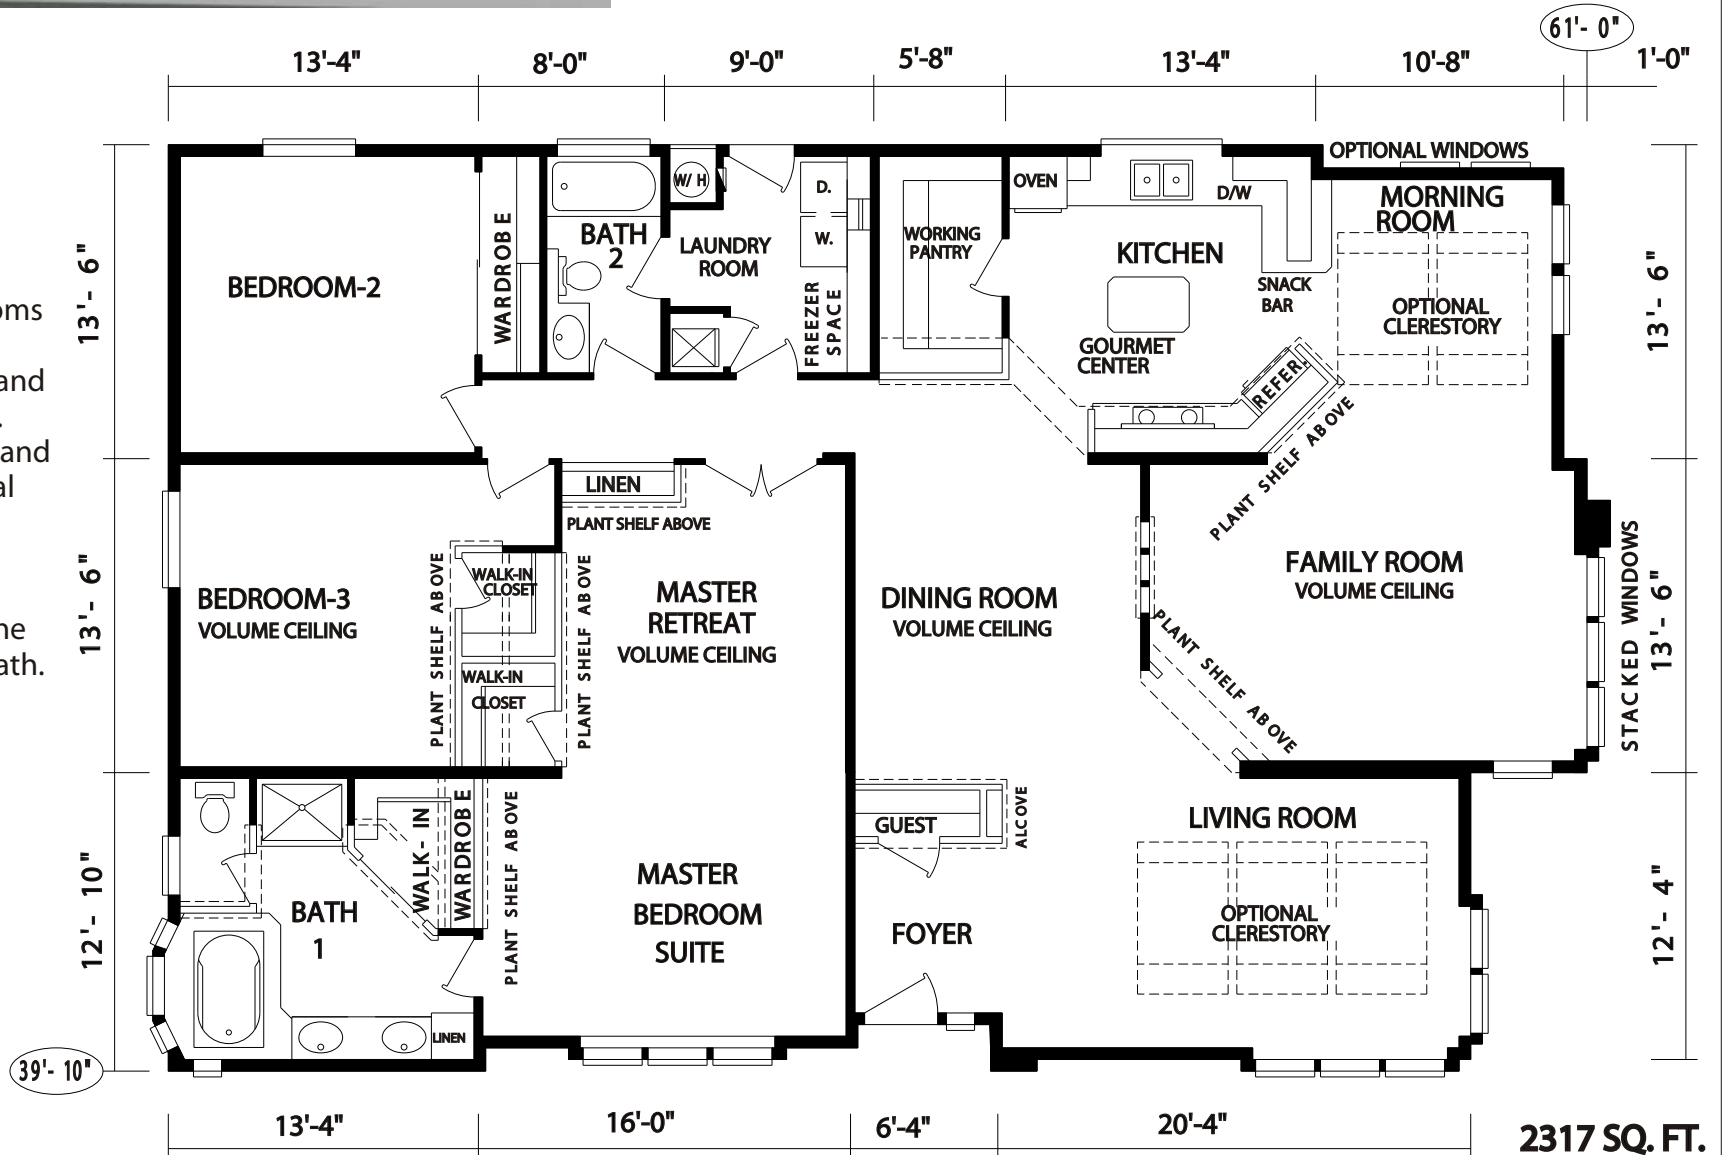 61'- 0"
13'-4" 8'-0" 9'-0" 5'-8" 13'-4" 10'-8" 1'-0"
OPTIONAL WINDOWS
W/ H
D.
W.
OVEN
D/W
MORNING
ROOM
WARDROBE
BATH
2
LAUNDRY
ROOM
WORKING
PANTRY
KITCHEN
13'- 6"
BEDROOM-2
FREEZER
SPACE
SNACK
BAR
OPTIONAL
CLERESTORY
13'- 6"
oms
GOURMET
CENTER
REFER.
and
and
al
PLANT SHELF ABOVE
LINEN
PLANT SHELF ABOVE
13'- 6"
BEDROOM-3
VOLUME CEILING
PLANT SHELF ABOVE
WALK-IN
CLOSET
WALK-IN
CLOSET
PLANT SHELF ABOVE
MASTER
RETREAT
VOLUME CEILING
DINING ROOM
VOLUME CEILING
FAMILY ROOM
VOLUME CEILING
PLANT SHELF ABOVE
STACKED WINDOWS
13'- 6"
ne
ath.
12'- 10"
WALK- IN
WARDROBE
PLANT SHELF ABOVE
GUEST
ALCOVE
LIVING ROOM
MASTER
BEDROOM
SUITE
BATH
1
FOYER
OPTIONAL
CLERESTORY
12'- 4"
LINEN
39'- 10"
13'-4" 16'-0" 6'-4" 20'-4"
2317 SQ. FT.